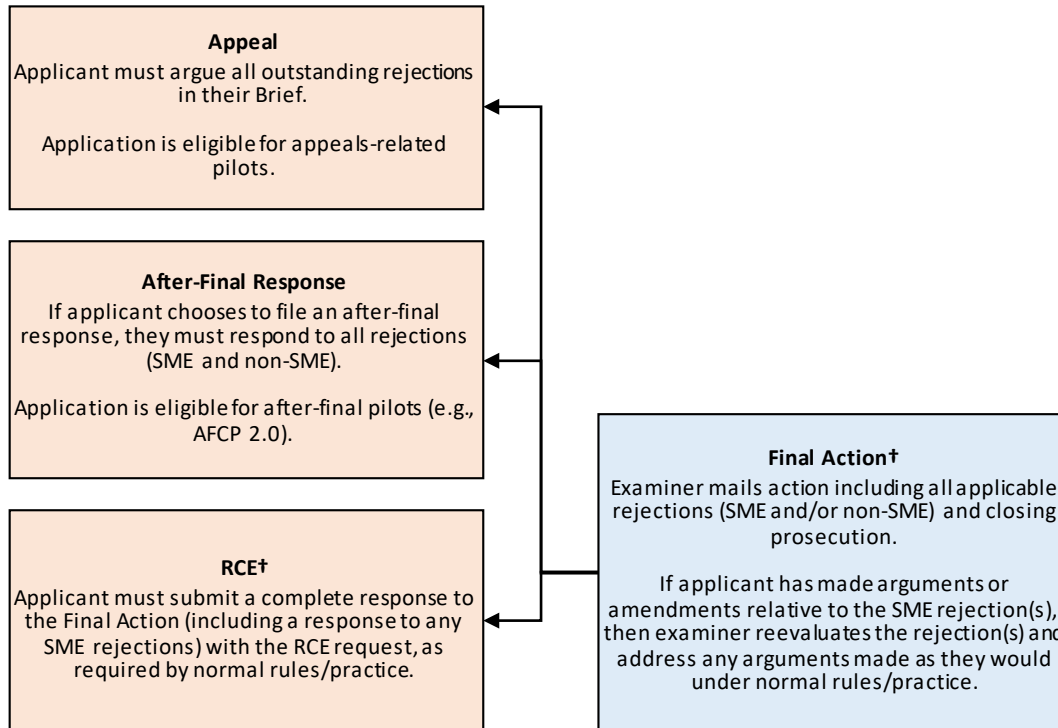 Appeal
Applicant must argue all outstanding rejections
in their Brief.
Application is eligible for appeals-related
pilots.
After-Final Response
If applicant chooses to file an after-final
response, they must respond to all rejections
(SME and non-SME).
Application is eligible for after-final pilots (e.g.,
AFCP 2.0).
RCE†
Applicant must submit a complete response to
the Final Action (including a response to any
SME rejections) with the RCE request, as
required by normal rules/practice.
Final Action†
Examiner mails action including all applicable
rejections (SME and/or non-SME) and closing
prosecution.
If applicant has made arguments or
amendments relative to the SME rejection(s),
then examiner reevaluates the rejection(s) and
address any arguments made as they would
under normal rules/practice.